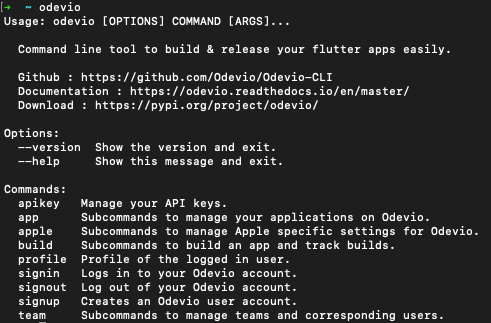 ➜ ~ odevio
Usage: odevio [OPTIONS] COMMAND [ARGS]...
Command line tool to build & release your flutter apps easily.
Github : https://github.com/Odevio/Odevio-CLI
Documentation : https://odevio.readthedocs.io/en/master/
Download : https://pypi.org/project/odevio/
Options:
--version  Show the version and exit.
--help     Show this message and exit.
Commands:
apikey   Manage your API keys.
app      Subcommands to manage your applications on Odevio.
apple    Subcommands to manage Apple specific settings for Odevio.
build    Subcommands to build an app and track builds.
profile  Profile of the logged in user.
signin   Logs in to your Odevio account.
signout  Log out of your Odevio account.
signup   Creates an Odevio user account.
team     Subcommands to manage teams and corresponding users.